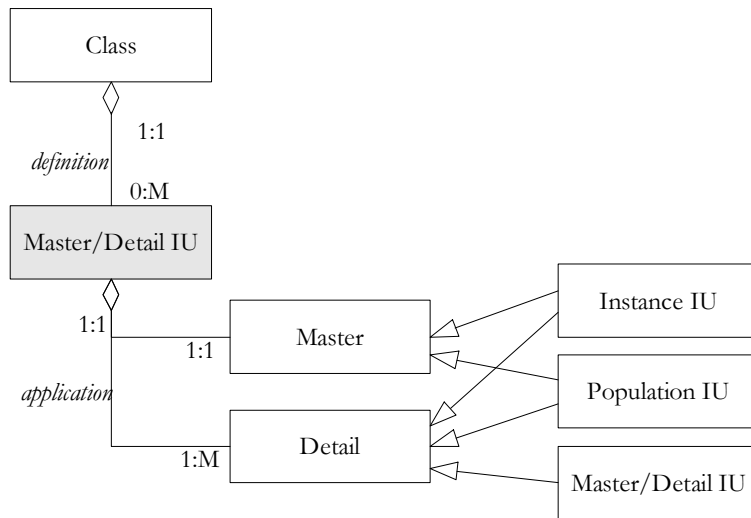 Class
1:1
definition
0:M
Master/Detail IU
1:1
1:1
Master
Instance IU
application
Population IU
1:M
Detail
Master/Detail IU